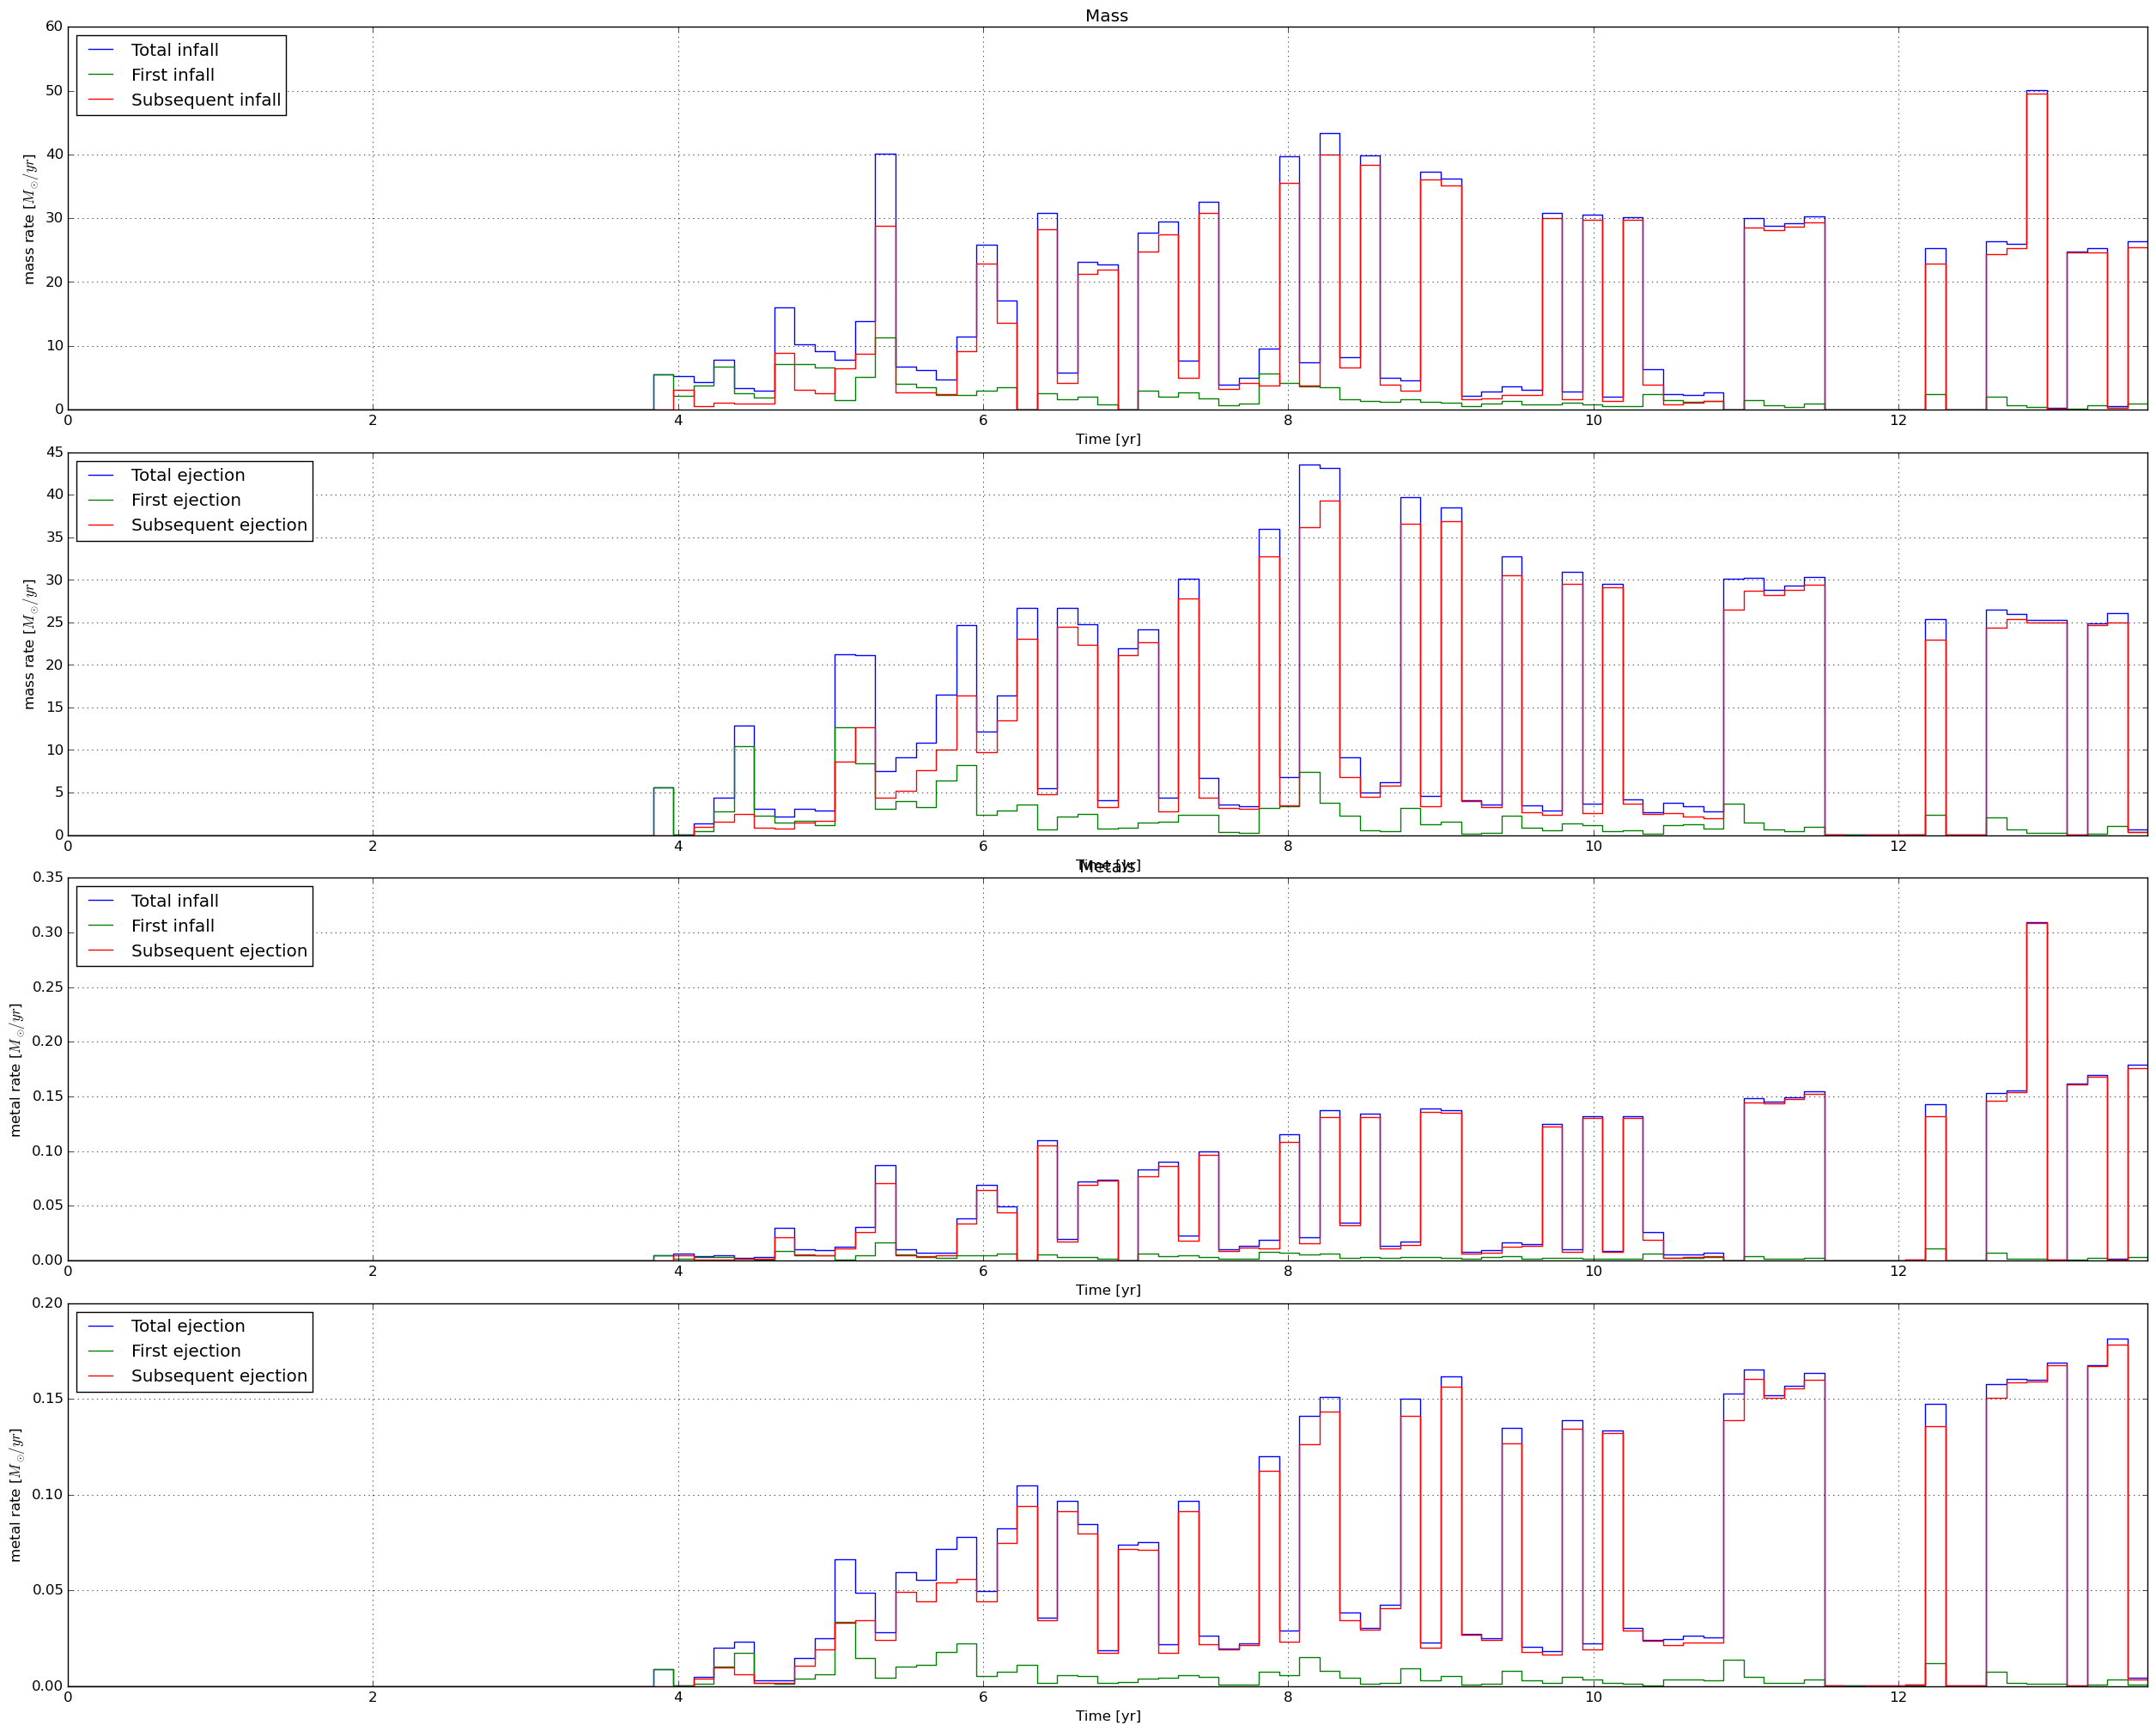 Mass
60
50
40
30
20
10
0
mass rate [M⊙/yr]
Total infall
First infall
Subsequent infall
0 2 4 6 8 10 12
Time [yr]
45
40
35
30
25
20
15
10
5
0
mass rate [M⊙/yr]
Total ejection
First ejection
Subsequent ejection
0 2 4 6 8 10 12
Time [yr]
Metals
0.35
0.30
0.25
0.20
0.15
0.10
0.05
0.00
metal rate [M⊙/yr]
Total infall
First infall
Subsequent ejection
0 2 4 6 8 10 12
Time [yr]
0.20
0.15
0.10
0.05
0.00
metal rate [M⊙/yr]
Total ejection
First ejection
Subsequent ejection
0 2 4 6 8 10 12
Time [yr]